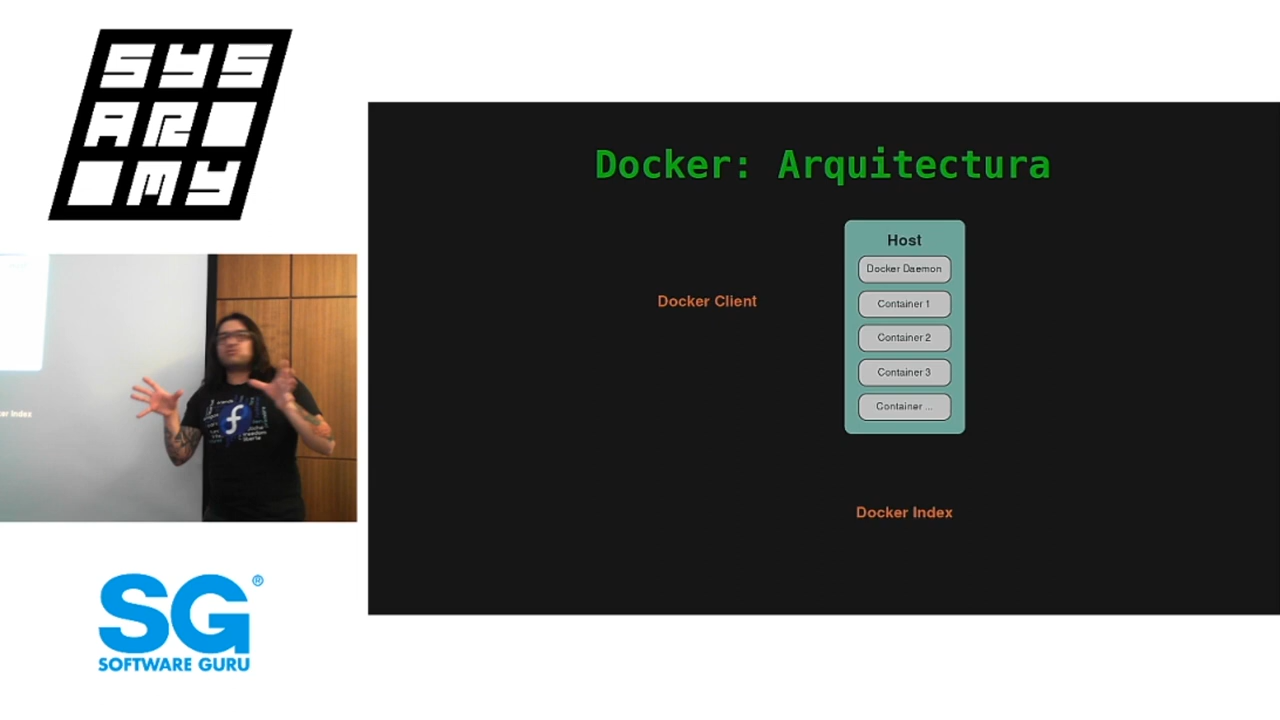 SYS
AR
MY
Docker: Arquitectura
Host
Docker Daemon
Docker Client
Container 1
Container 2
Container 3
Container ...
Docker Index
Index
SG®
SOFTWARE GURU